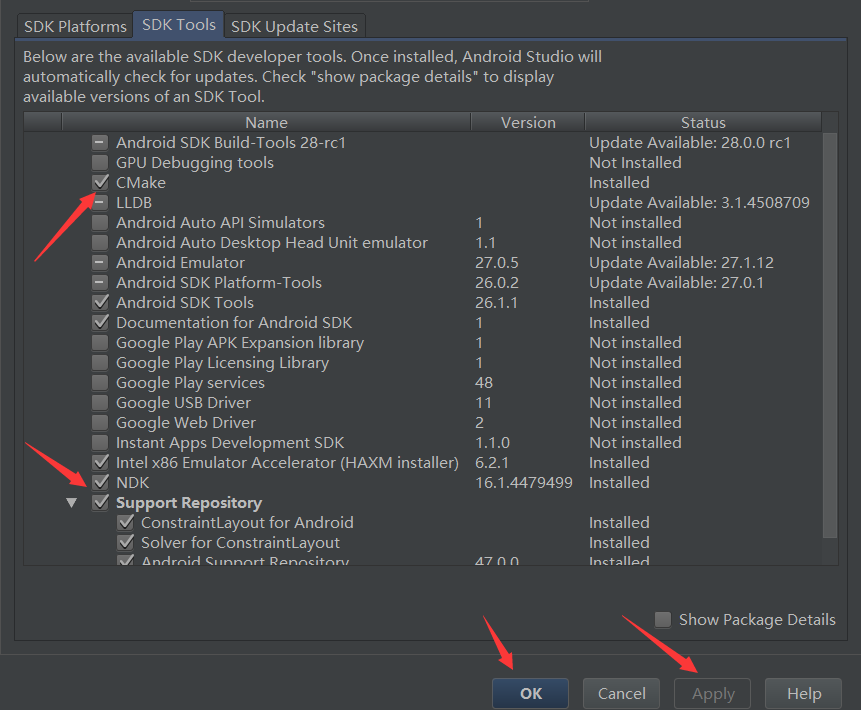 SDK Platforms SDK Tools SDK Update Sites
Below are the available SDK developer tools. Once installed, Android Studio will
automatically check for updates. Check "show package details" to display
available versions of an SDK Tool.
Name Version Status
Android SDK Build-Tools 28-rc1 Update Available: 28.0.0 rc1
GPU Debugging tools Not Installed
CMake Installed
LLDB Update Available: 3.1.4508709
Android Auto API Simulators 1 Not installed
Android Auto Desktop Head Unit emulator 1.1 Not installed
Android Emulator 27.0.5 Update Available: 27.1.12
Android SDK Platform-Tools 26.0.2 Update Available: 27.0.1
Android SDK Tools 26.1.1 Installed
Documentation for Android SDK 1 Installed
Google Play APK Expansion library 1 Not installed
Google Play Licensing Library 1 Not installed
Google Play services 48 Not installed
Google USB Driver 11 Not installed
Google Web Driver 2 Not installed
Instant Apps Development SDK 1.1.0 Not installed
Intel x86 Emulator Accelerator (HAXM installer) 6.2.1 Installed
NDK 16.1.4479499 Installed
Support Repository
ConstraintLayout for Android Installed
Solver for ConstraintLayout Installed
Android Support Repository 47.0.0 Installed
Show Package Details
OK Cancel Apply Help